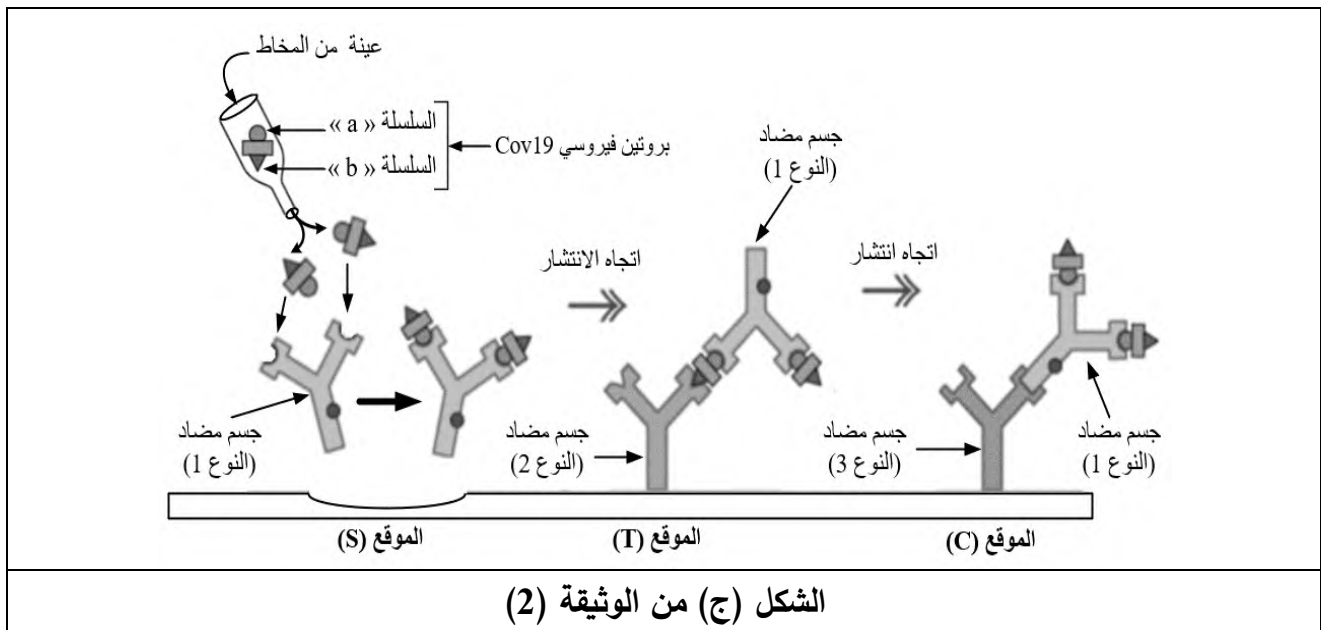 عينة من المخاط
السلسلة « a »
السلسلة « b »
بروتين فيروسي Cov19
جسم مضاد
(النوع 1)
اتجاه الانتشار
اتجاه انتشار
جسم مضاد
(النوع 1)
جسم مضاد
(النوع 2)
جسم مضاد
(النوع 3)
جسم مضاد
(النوع 1)
الموقع (S)
الموقع (T)
الموقع (C)
الشكل (ج) من الوثيقة (2)